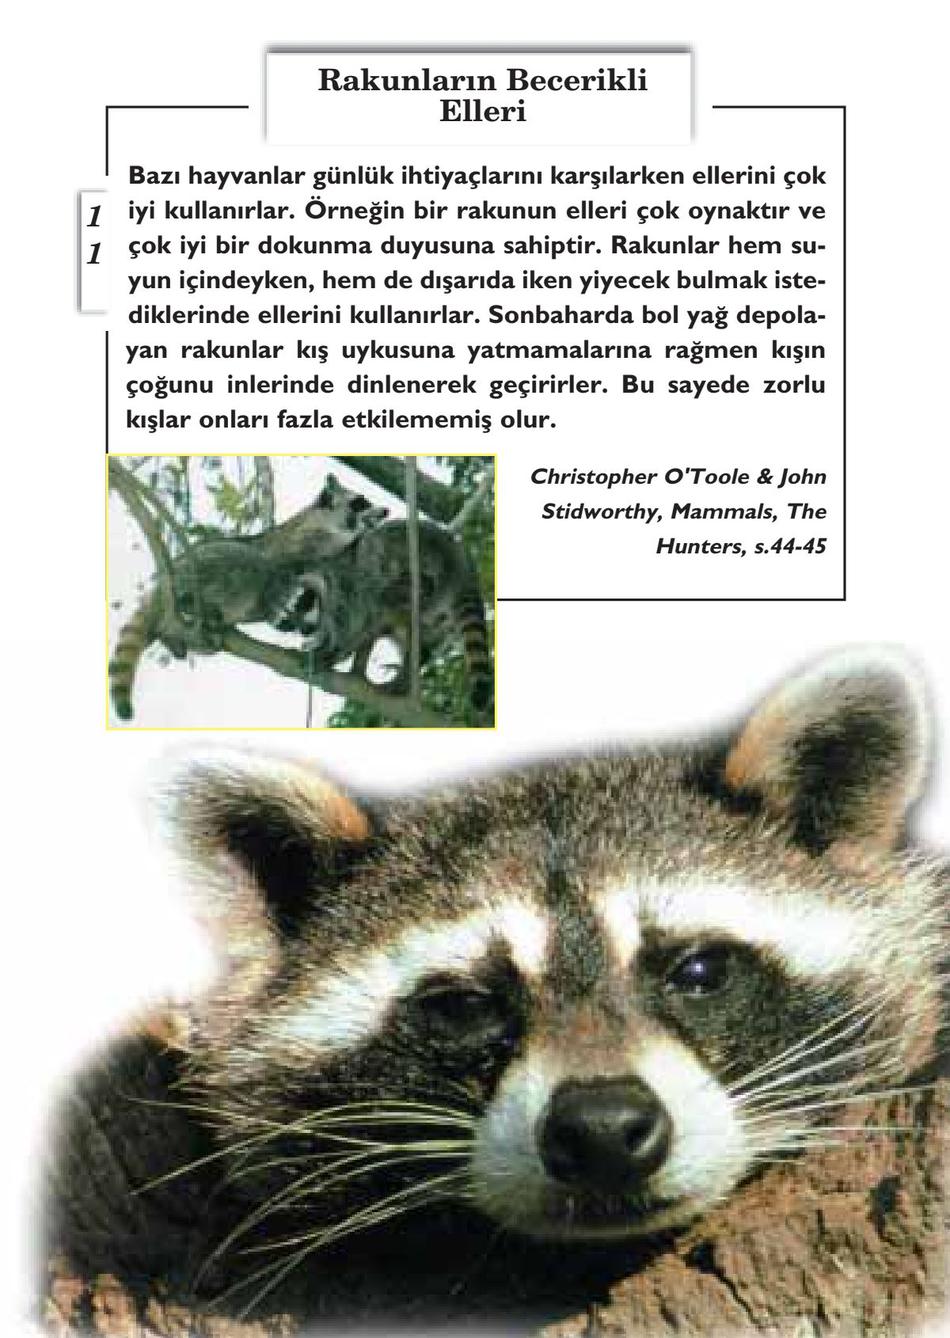 Rakunların Becerikli
Elleri
Bazı hayvanlar günlük ihtiyaçlarını karşılarken ellerini çok
iyi kullanırlar. Örneğin bir rakunun elleri çok oynaktır ve
çok iyi bir dokunma duyusuna sahiptir. Rakunlar hem su-
yun içindeyken, hem de dışarıda iken yiyecek bulmak iste-
diklerinde ellerini kullanırlar. Sonbaharda bol yağ depola-
yan rakunlar kış uykusuna yatmamalarına rağmen kışın
çoğunu inlerinde dinlenerek geçirirler. Bu sayede zorlu
kışlar onları fazla etkilememiş olur.
1
1
Christopher O'Toole & John
Stidworthy, Mammals, The
Hunters, s.44-45